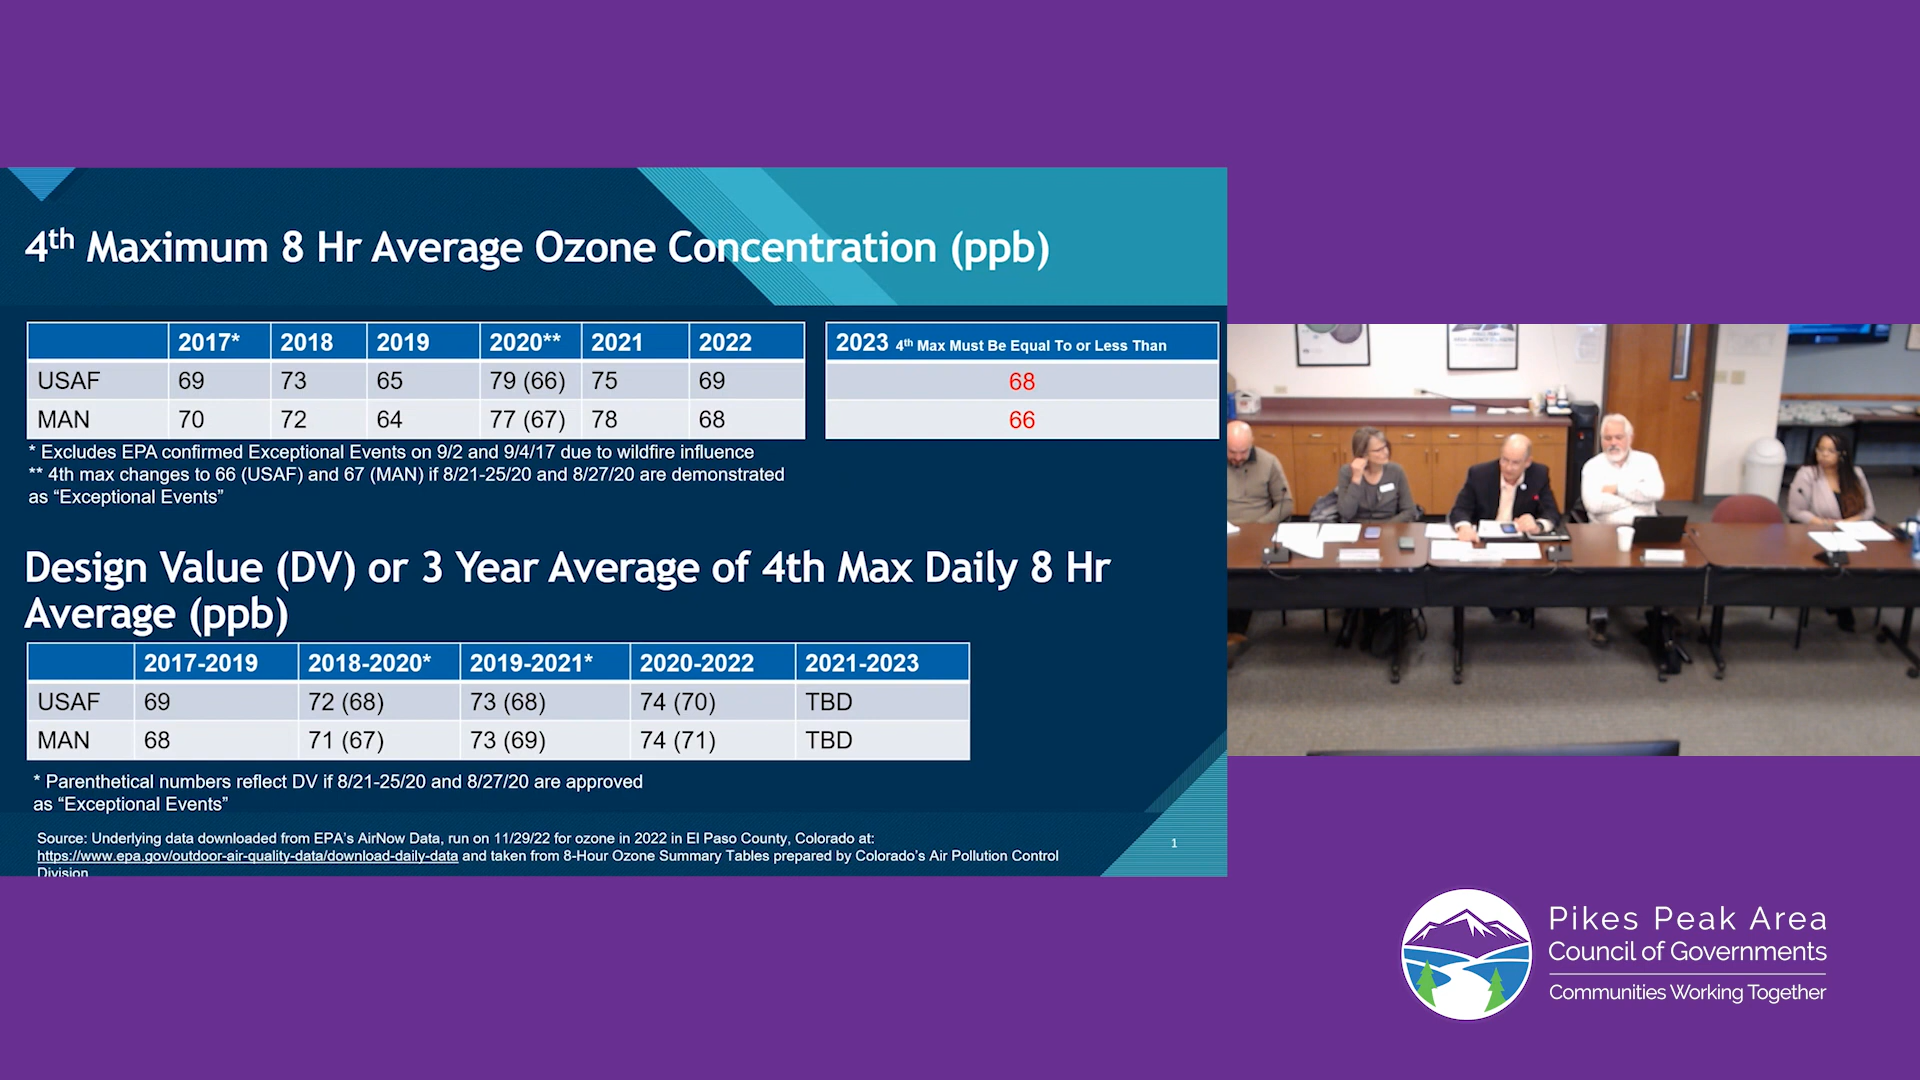 4th Maximum 8 Hr Average Ozone Concentration (ppb)
2017* 2018 2019 2020** 2021 2022
USAF 69 73 65 79 (66) 75 69
MAN 70 72 64 77 (67) 78 68
2023 4th Max Must Be Equal To or Less Than
68
66
* Excludes EPA confirmed Exceptional Events on 9/2 and 9/4/17 due to wildfire influence
** 4th max changes to 66 (USAF) and 67 (MAN) if 8/21-25/20 and 8/27/20 are demonstrated
as “Exceptional Events”
Design Value (DV) or 3 Year Average of 4th Max Daily 8 Hr
Average (ppb)
2017-2019 2018-2020* 2019-2021* 2020-2022 2021-2023
USAF 69 72 (68) 73 (68) 74 (70) TBD
MAN 68 71 (67) 73 (69) 74 (71) TBD
* Parenthetical numbers reflect DV if 8/21-25/20 and 8/27/20 are approved
as “Exceptional Events”
Source: Underlying data downloaded from EPA’s AirNow Data, run on 11/29/22 for ozone in 2022 in El Paso County, Colorado at:
https://www.epa.gov/outdoor-air-quality-data/download-daily-data and taken from 8-Hour Ozone Summary Tables prepared by Colorado’s Air Pollution Control
Division
1
Pikes Peak Area
Council of Governments
Communities Working Together